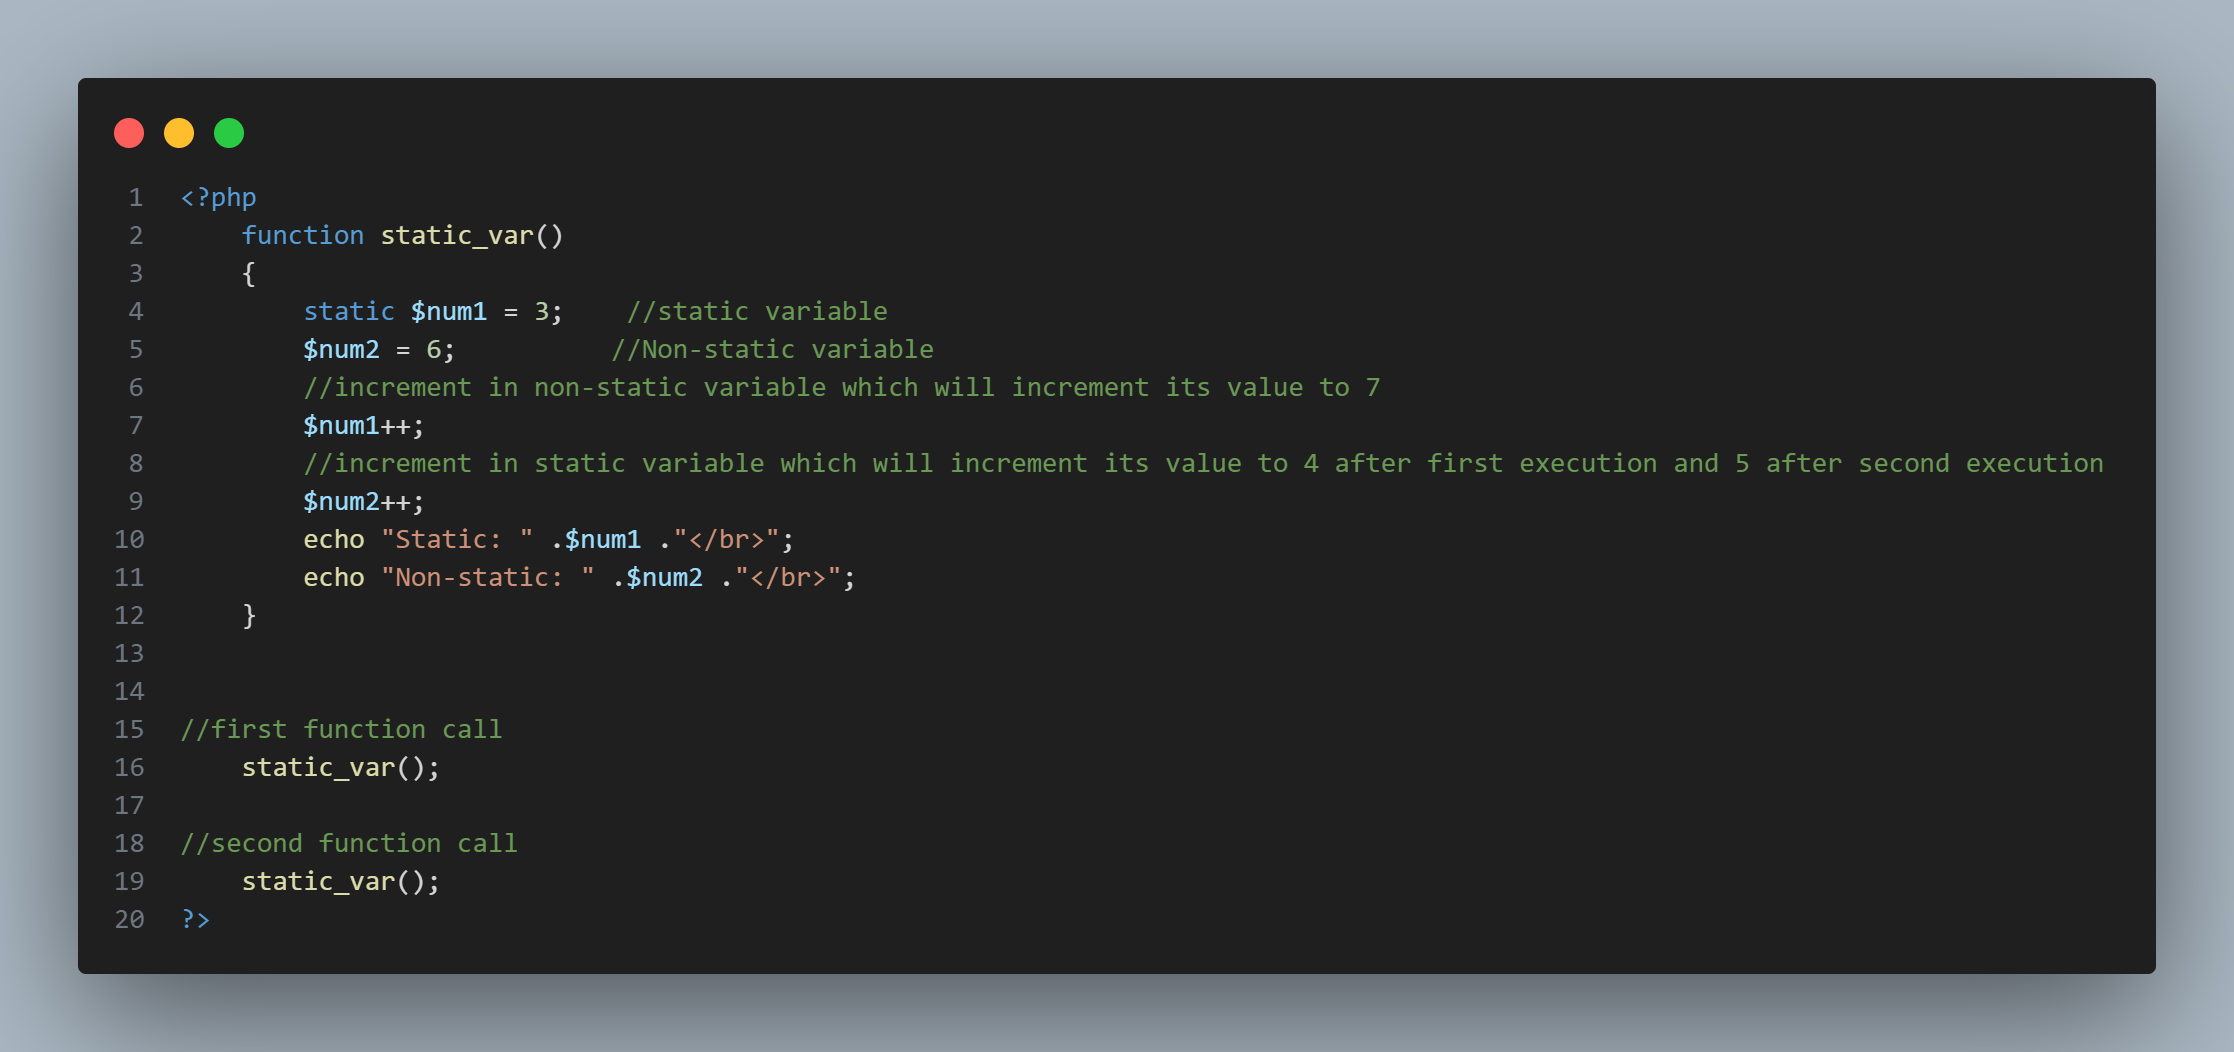 1 <?php
2     function static_var()
3     {
4         static $num1 = 3;    //static variable
5         $num2 = 6;          //Non-static variable
6         //increment in non-static variable which will increment its value to 7
7         $num1++;
8         //increment in static variable which will increment its value to 4 after first execution and 5 after second execution
9         $num2++;
10         echo "Static: " .$num1 ."</br>";
11         echo "Non-static: " .$num2 ."</br>";
12     }
13
14
15 //first function call
16     static_var();
17
18 //second function call
19     static_var();
20 ?>